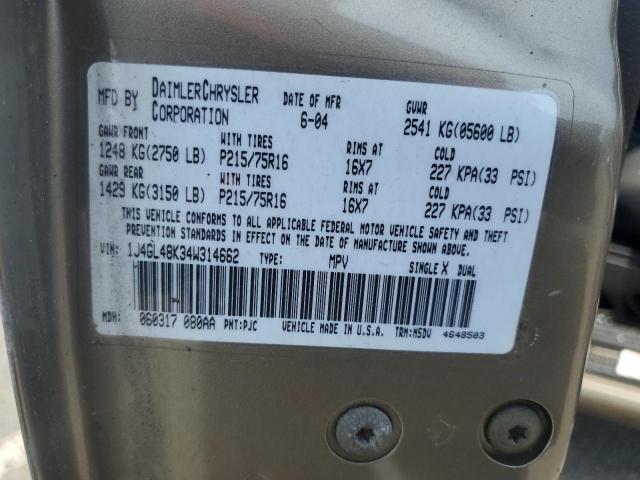 MFD BY DAIMLERCHRYSLER CORPORATION DATE OF MFR 6-04 GVWR 2541 KG(05600 LB)
GAWR FRONT WITH TIRES RIMS AT COLD
1248 KG(2750 LB) P215/75R16 16X7 227 KPA(33 PSI)
GAWR REAR WITH TIRES RIMS AT COLD
1429 KG(3150 LB) P215/75R16 16X7 227 KPA(33 PSI)
THIS VEHICLE CONFORMS TO ALL APPLICABLE FEDERAL MOTOR VEHICLE SAFETY AND THEFT
PREVENTION STANDARDS IN EFFECT ON THE DATE OF MANUFACTURE SHOWN ABOVE.
VIN: 1J4GL48K34W314662 TYPE: MPV SINGLE X DUAL
MDH: 060317 080AA PNT:PJC VEHICLE MADE IN U.S.A. TRM:MSDV 4648503